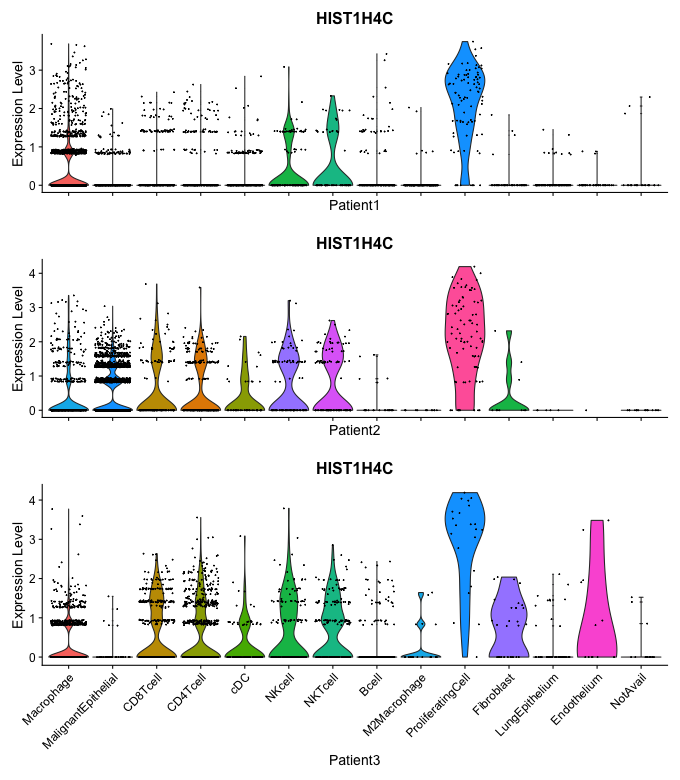 HIST1H4C
Expression Level
3
2
1
0
Patient1
HIST1H4C
Expression Level
4
3
2
1
0
Patient2
HIST1H4C
Expression Level
4
3
2
1
0
Macrophage
MalignantEpithelial
CD8Tcell
CD4Tcell
cDC
NKcell
NKTcell
Bcell
M2Macrophage
ProliferatingCell
Fibroblast
LungEpithelium
Endothelium
NotAvail
Patient3